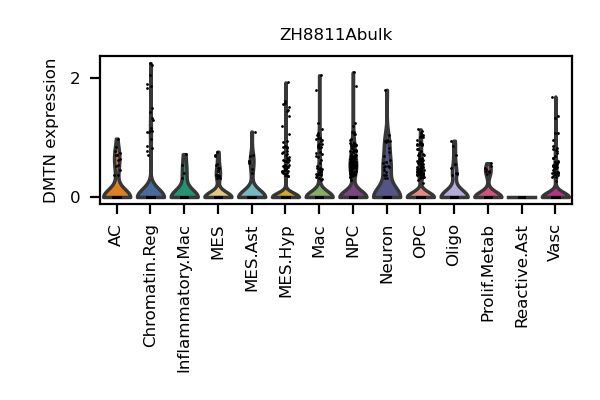 ZH8811Abulk
DMTN expression
2
0
AC
Chromatin.Reg
Inflammatory.Mac
MES
MES.Ast
MES.Hyp
Mac
NPC
Neuron
OPC
Oligo
Prolif.Metab
Reactive.Ast
Vasc